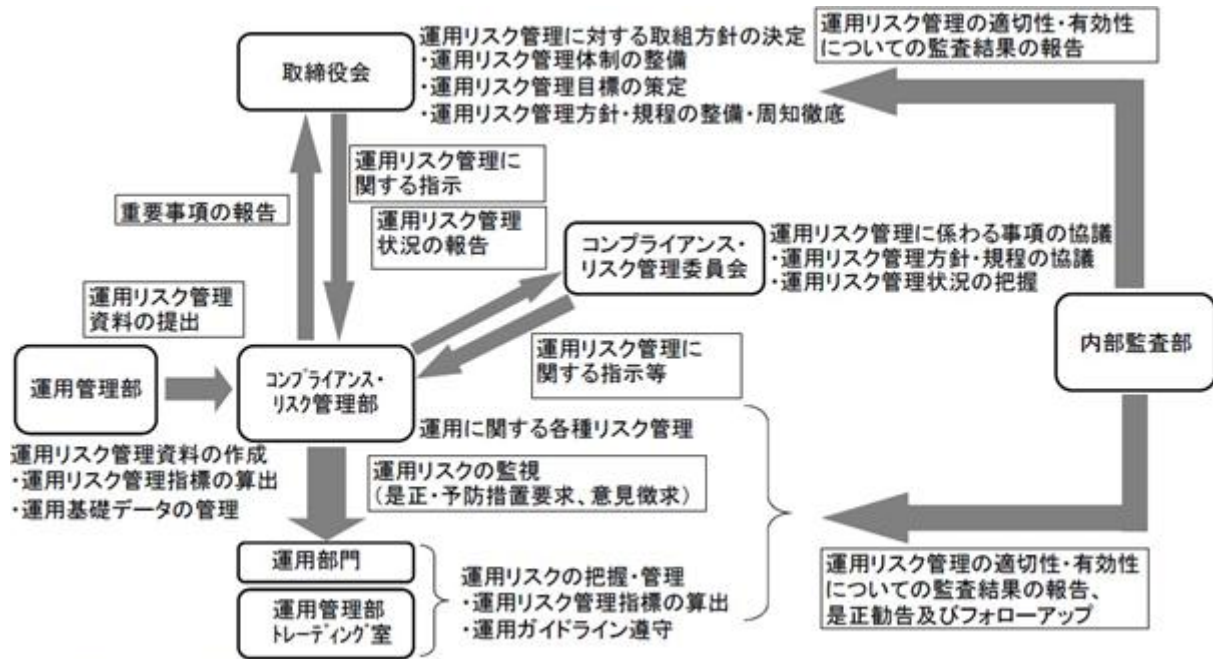 取締役会
運用リスク管理に対する取組方針の決定
・運用リスク管理体制の整備
・運用リスク管理目標の策定
・運用リスク管理方針・規程の整備・周知徹底
運用リスク管理の適切性・有効性
についての監査結果の報告
重要事項の報告
運用リスク管理に
関する指示
運用リスク管理
状況の報告
コンプライアンス・
リスク管理委員会
運用リスク管理に係わる事項の協議
・運用リスク管理方針・規程の協議
・運用リスク管理状況の把握
運用リスク管理
資料の提出
運用管理部
コンプライアンス・
リスク管理部
運用リスク管理に
関する指示等
内部監査部
運用に関する各種リスク管理
運用リスク管理資料の作成
・運用リスク管理指標の算出
・運用基礎データの管理
運用リスクの監視
(是正・予防措置要求、意見徴求)
運用部門
運用管理部
トレーディング室
運用リスクの把握・管理
・運用リスク管理指標の算出
・運用ガイドライン遵守
運用リスク管理の適切性・有効性
についての監査結果の報告、
是正勧告及びフォローアップ